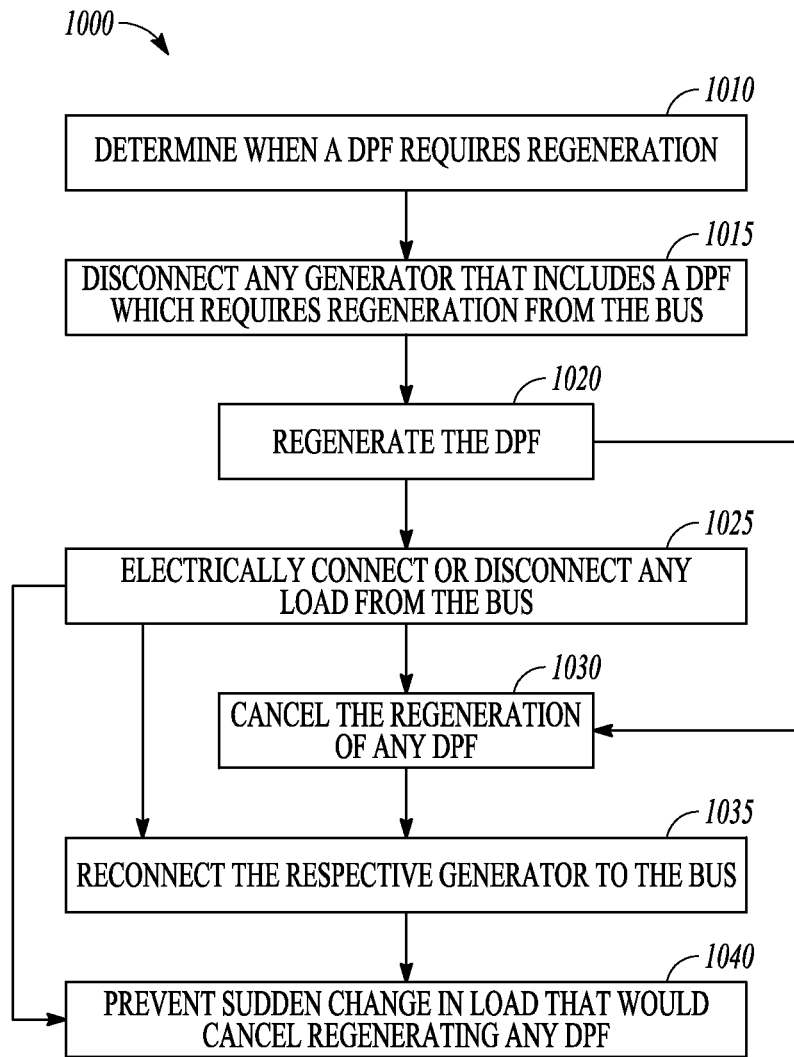 1000
1010
DETERMINE WHEN A DPF REQUIRES REGENERATION
1015
DISCONNECT ANY GENERATOR THAT INCLUDES A DPF
WHICH REQUIRES REGENERATION FROM THE BUS
1020
REGENERATE THE DPF
1025
ELECTRICALLY CONNECT OR DISCONNECT ANY
LOAD FROM THE BUS
1030
CANCEL THE REGENERATION
OF ANY DPF
1035
RECONNECT THE RESPECTIVE GENERATOR TO THE BUS
1040
PREVENT SUDDEN CHANGE IN LOAD THAT WOULD
CANCEL REGENERATING ANY DPF